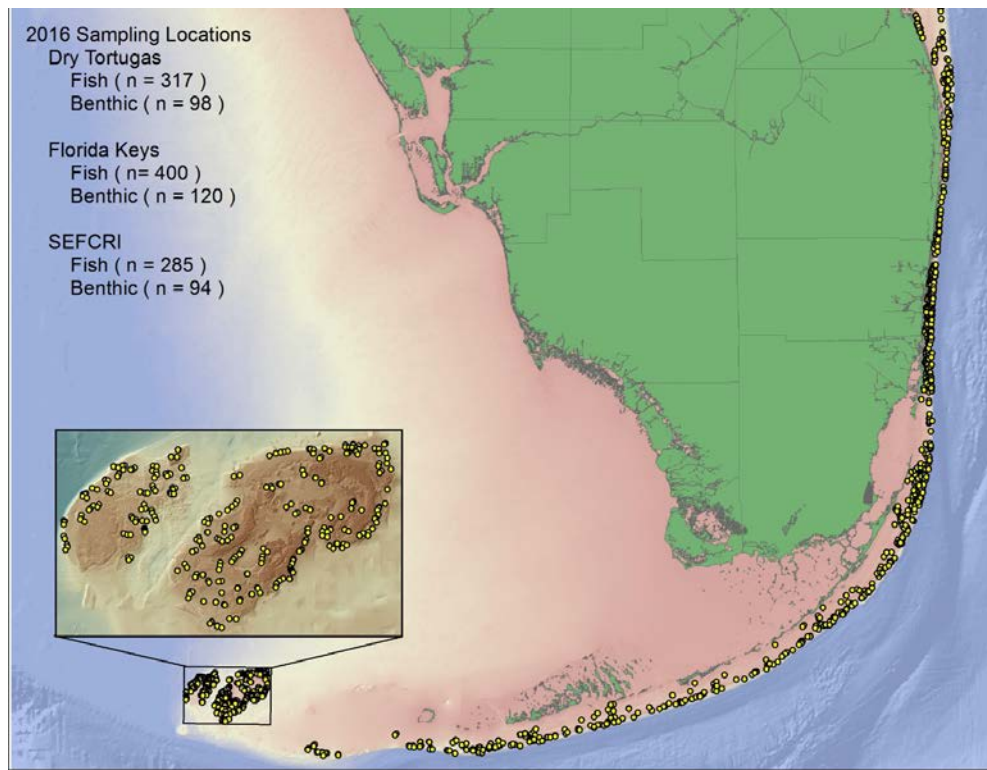 2016 Sampling Locations
Dry Tortugas
Fish ( n = 317 )
Benthic ( n = 98 )
Florida Keys
Fish ( n= 400 )
Benthic ( n = 120 )
SEFCRI
Fish ( n = 285 )
Benthic ( n = 94 )